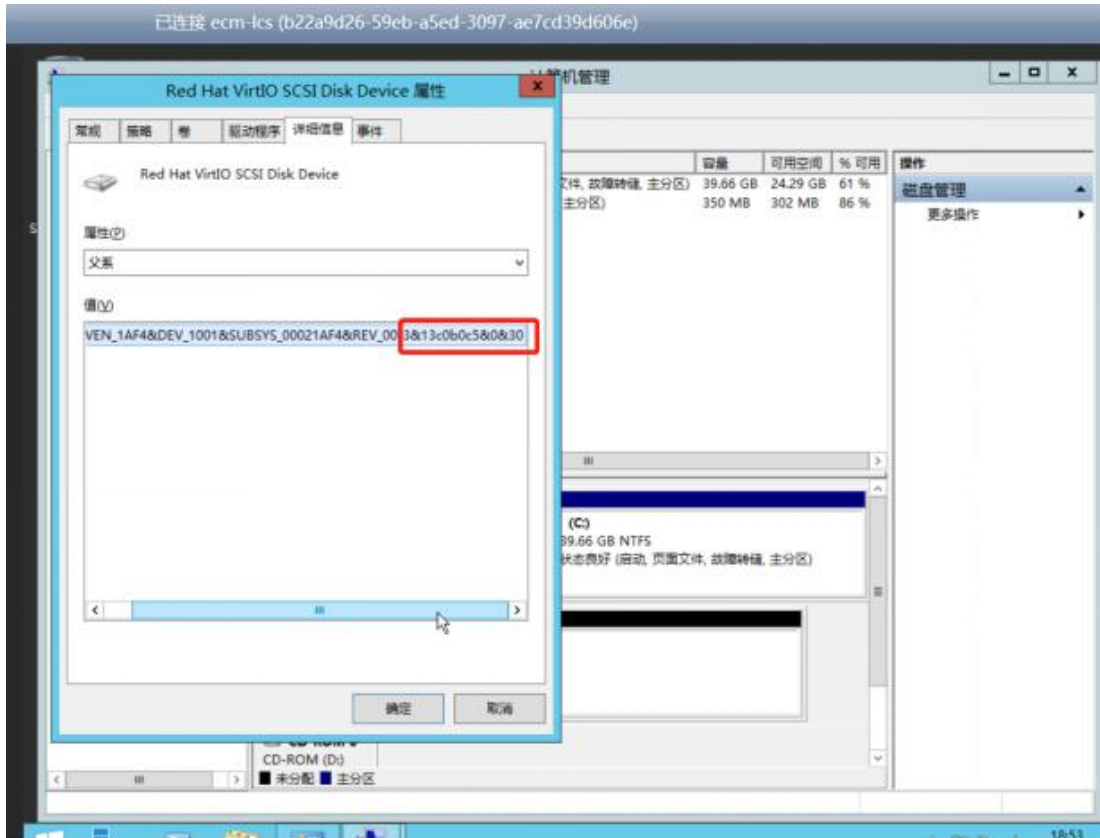 已连接 ecm-lcs (b22a9d26-59eb-a5ed-3097-ae7cd39d606e)
机管理
Red Hat VirtIO SCSI Disk Device 属性
常规 策略 卷 驱动程序 详细信息 事件
Red Hat VirtIO SCSI Disk Device
属性(P)
父系
值(V)
VEN_1AF4&DEV_1001&SUBSYS_00021AF4&REV_00 3&13c0b0c5&0&30
确定 取消
容量 可用空间 % 可用
文件, 故障转储, 主分区) 39.66 GB 24.29 GB 61 %
主分区) 350 MB 302 MB 86 %
操作
磁盘管理
更多操作
(C:)
39.66 GB NTFS
状态良好 (启动, 页面文件, 故障转储, 主分区)
CD-ROM (D:)
未分配 主分区
18:53